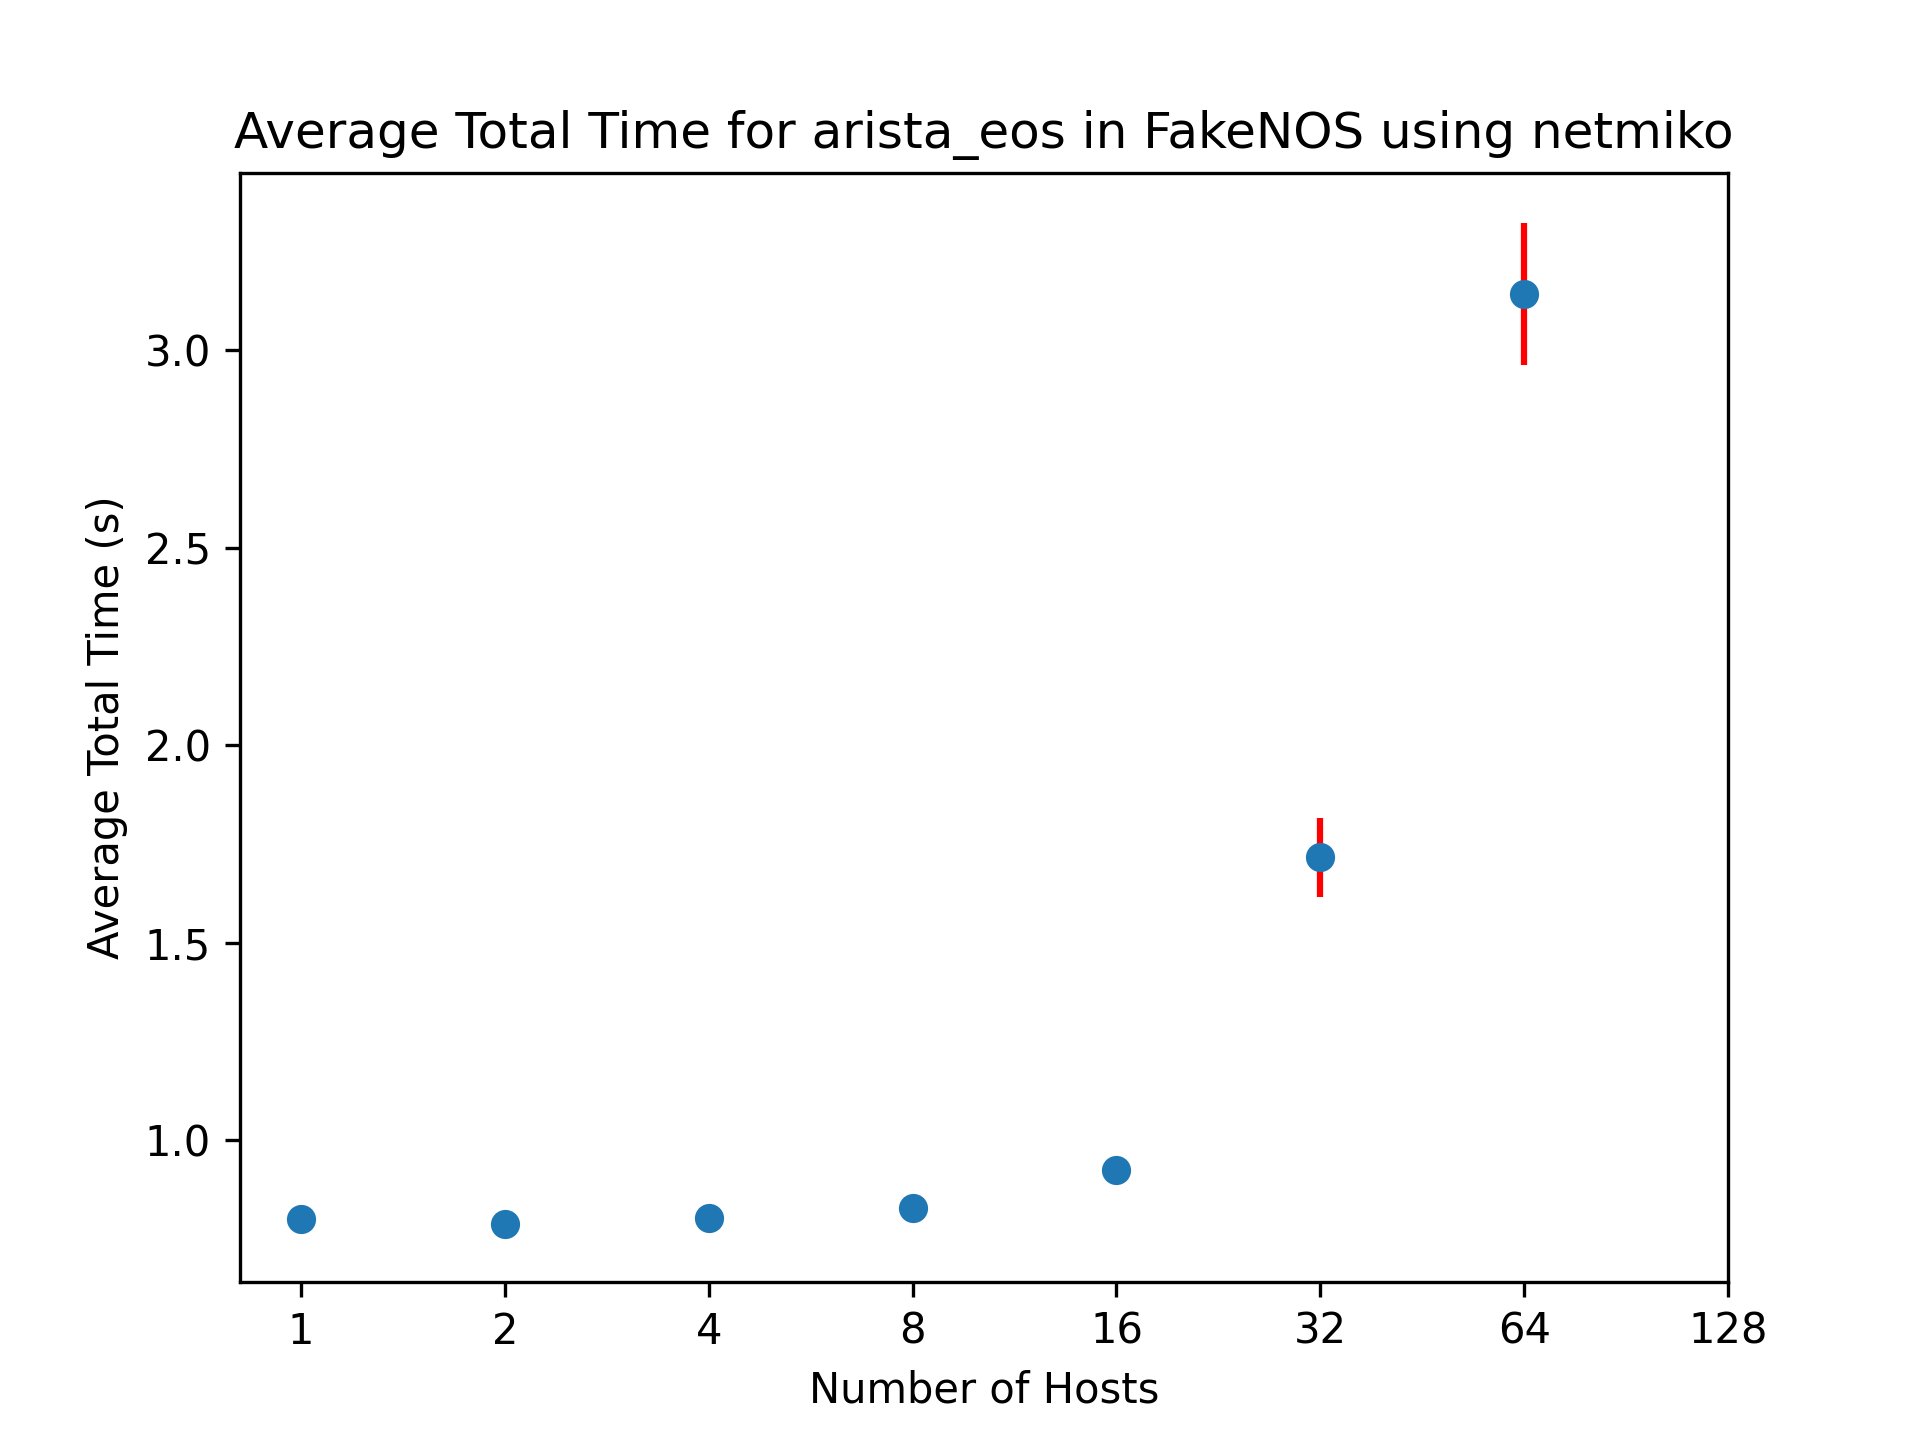 Average Total Time for arista_eos in FakeNOS using netmiko
Average Total Time (s)
3.0
2.5
2.0
1.5
1.0
1 2 4 8 16 32 64 128
Number of Hosts